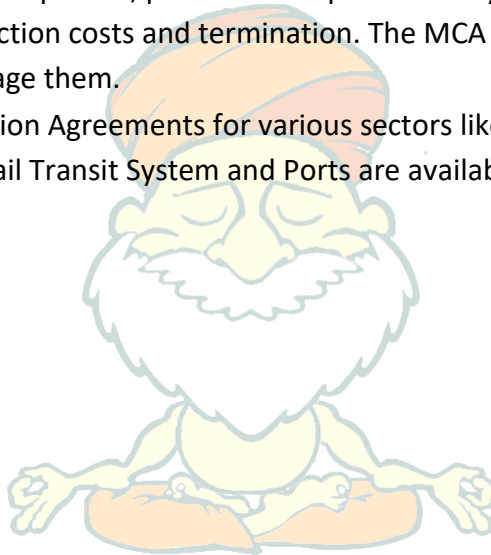 ction costs and termination. The MCA
age them.
ion Agreements for various sectors like
ail Transit System and Ports are availab